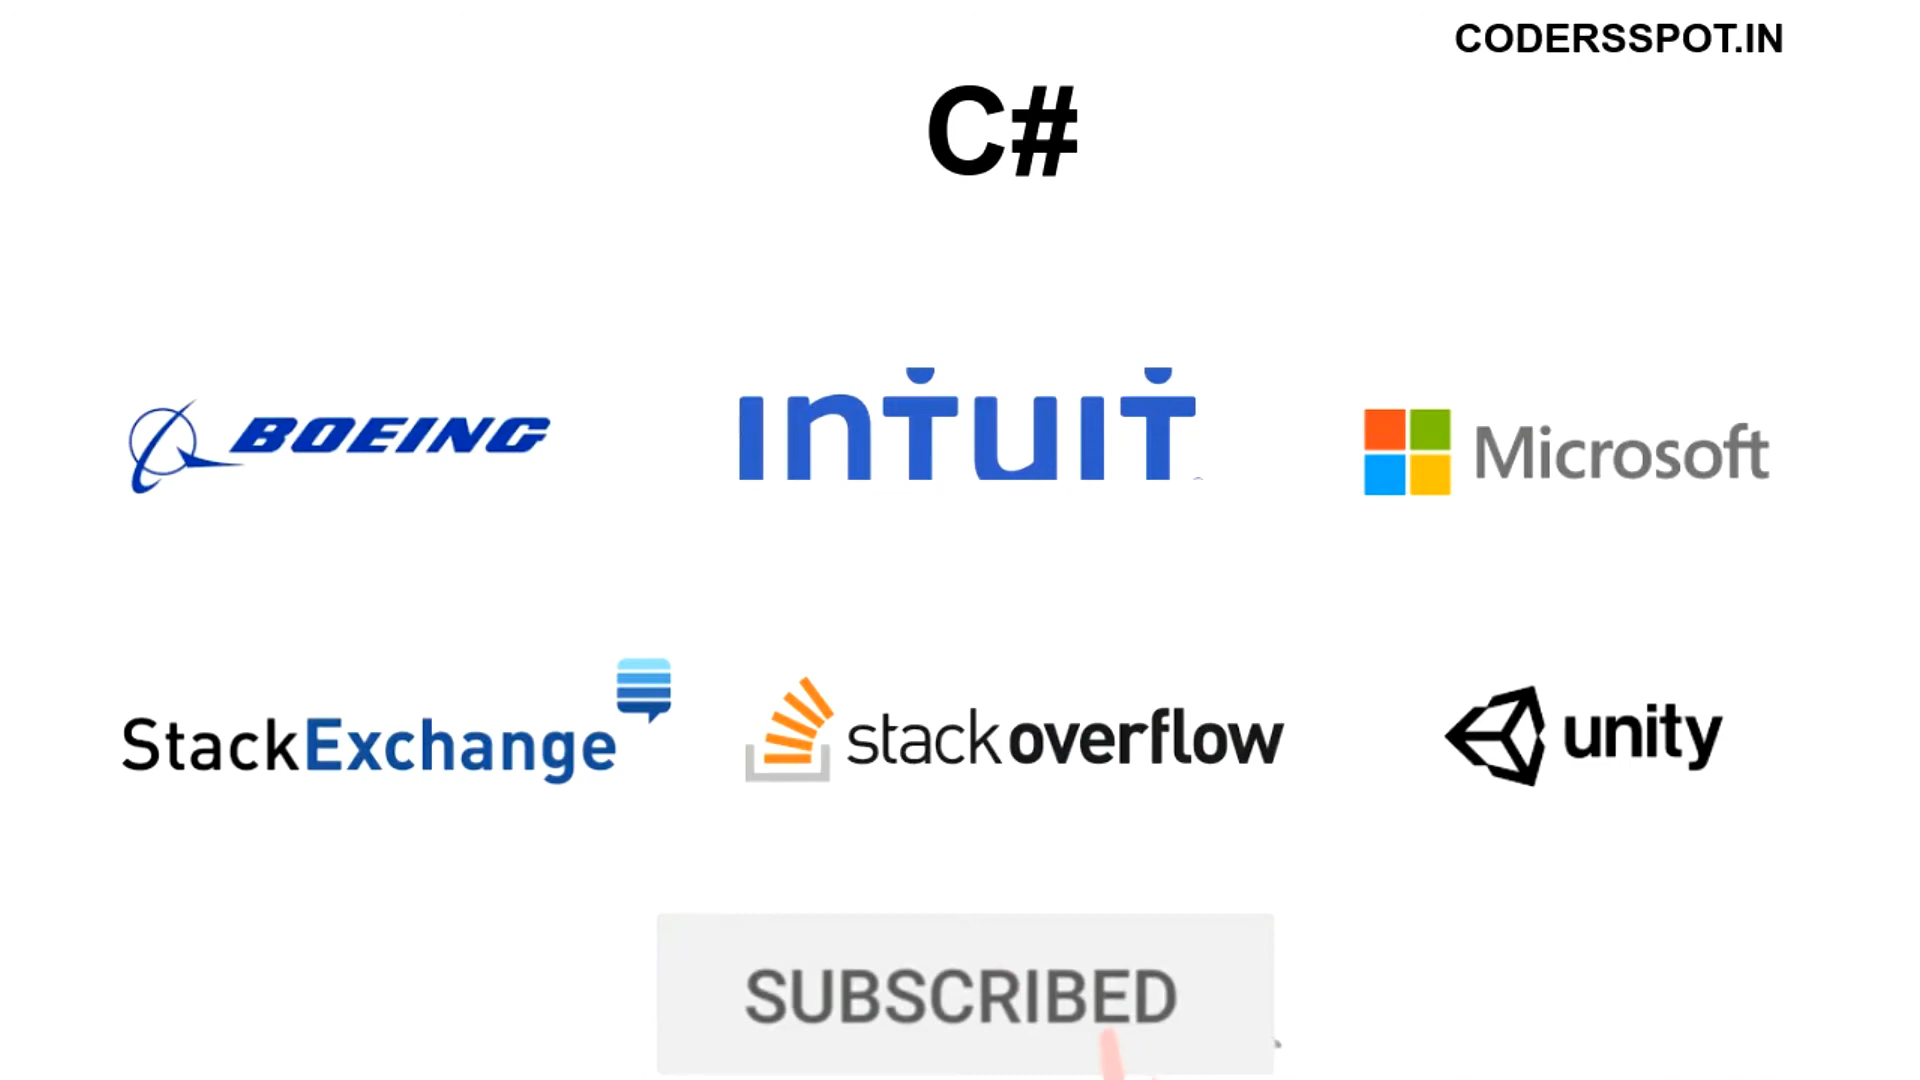 CODERSSPOT.IN
C#
BOEING
INTUIT
Microsoft
StackExchange
stackoverflow
unity
SUBSCRIBED